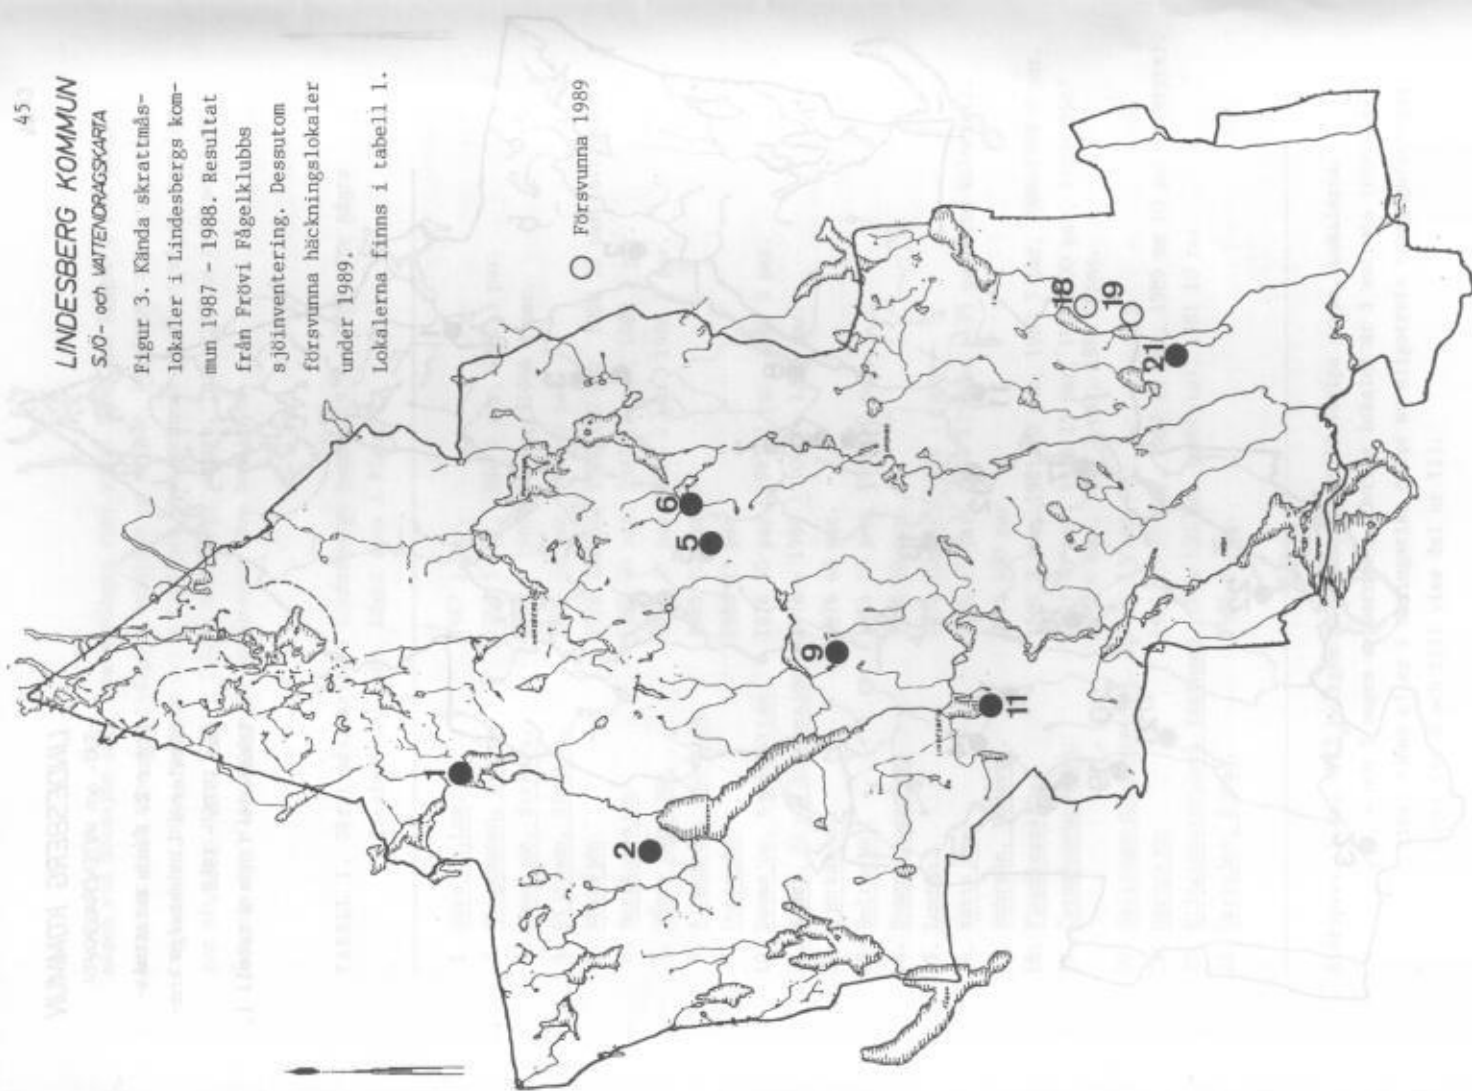 45
LINDESBERG KOMMUN
SJÖ- och VATTENDRAGSKARTA
Figur 3. Kända skrattmås-
lokaler i Lindesbergs kom-
mun 1987 - 1988. Resultat
från Frövi Fågelklubbs
sjöinventering. Dessutom
försvunna häckningslokaler
under 1989.
Lokalerna finns i tabell 1.
Försvunna 1989
1
2
5
6
9
11
18
19
21